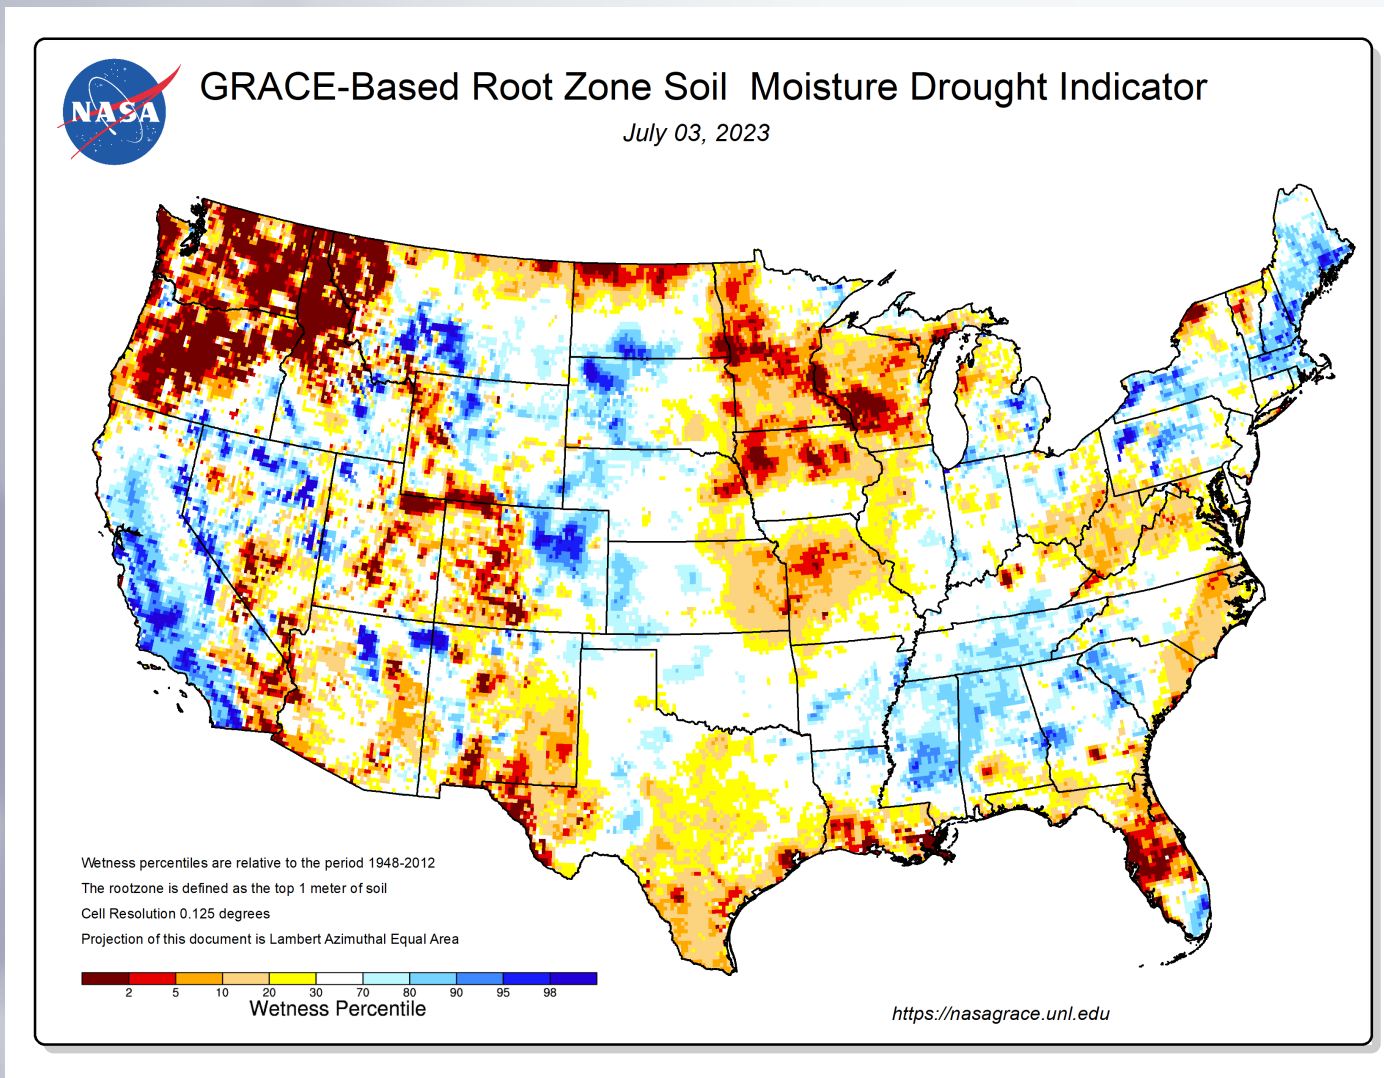 NASA
GRACE-Based Root Zone Soil  Moisture Drought Indicator
July 03, 2023
Wetness percentiles are relative to the period 1948-2012
The rootzone is defined as the top 1 meter of soil
Cell Resolution 0.125 degrees
Projection of this document is Lambert Azimuthal Equal Area
2 5 10 20 30 70 80 90 95 98
Wetness Percentile
https://nasagrace.unl.edu